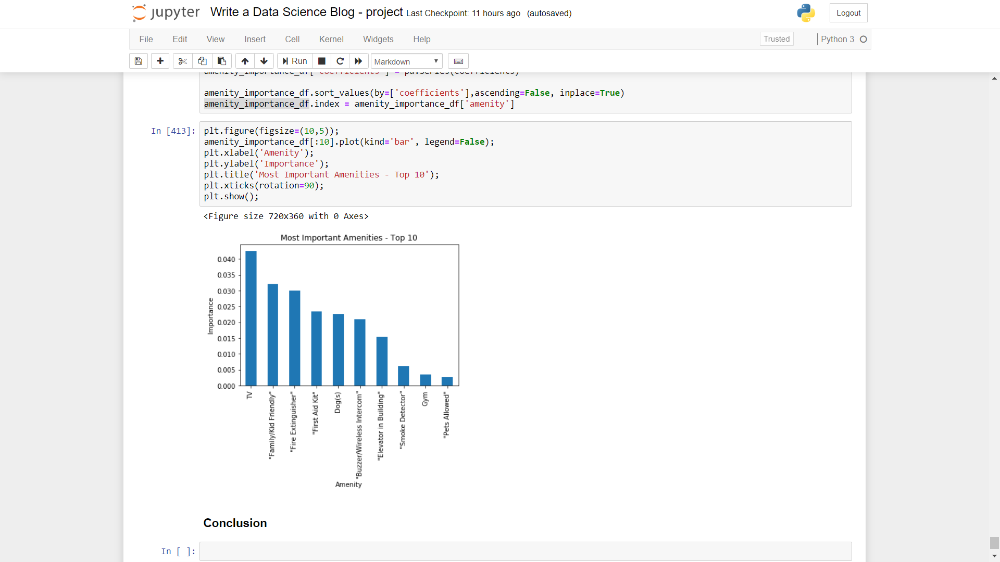 jupyter Write a Data Science Blog - project Last Checkpoint: 11 hours ago (autosaved) Logout
File Edit View Insert Cell Kernel Widgets Help Trusted Python 3
Run Markdown
amenity_importance_df['coefficients'] = pd.Series(coefficients)
amenity_importance_df.sort_values(by=['coefficients'],ascending=False, inplace=True)
amenity_importance_df.index = amenity_importance_df['amenity']
In [413]: plt.figure(figsize=(10,5));
amenity_importance_df[:10].plot(kind='bar', legend=False);
plt.xlabel('Amenity');
plt.ylabel('Importance');
plt.title('Most Important Amenities - Top 10');
plt.xticks(rotation=90);
plt.show();
<Figure size 720x360 with 0 Axes>
Most Important Amenities - Top 10
Importance
0.040
0.035
0.030
0.025
0.020
0.015
0.010
0.005
0.000
TV
"Family/Kid Friendly"
"Fire Extinguisher"
"First Aid Kit"
Dog(s)
"Buzzer/Wireless Intercom"
"Elevator in Building"
"Smoke Detector"
Gym
"Pets Allowed"
Amenity
Conclusion
In [ ]: